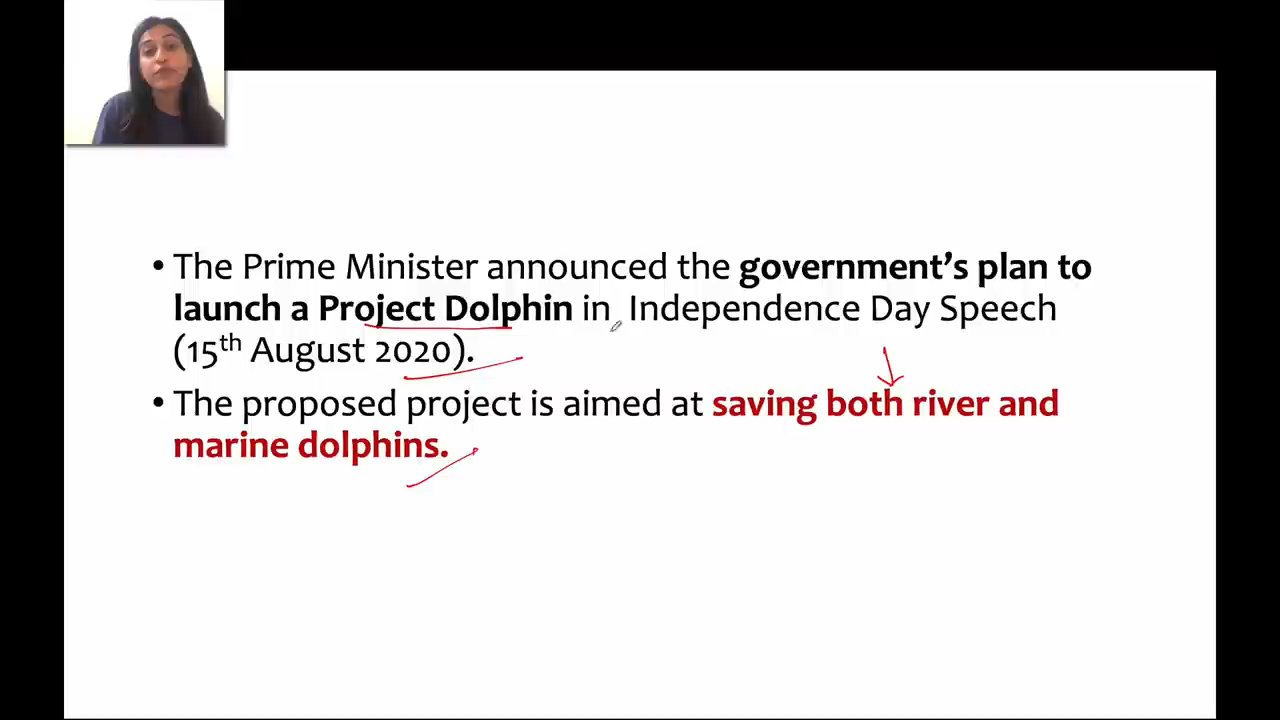 • The Prime Minister announced the government’s plan to
launch a Project Dolphin in Independence Day Speech
(15th August 2020).
• The proposed project is aimed at saving both river and
marine dolphins.